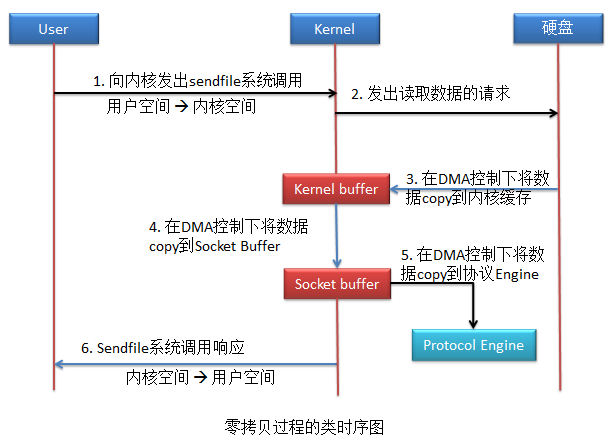 User
Kernel
硬盘
1. 向内核发出sendfile系统调用
用户空间 → 内核空间
2. 发出读取数据的请求
Kernel buffer
3. 在DMA控制下将数
据copy到内核缓存
4. 在DMA控制下将数据
copy到Socket Buffer
5. 在DMA控制下将数
据copy到协议Engine
Socket buffer
Protocol Engine
6. Sendfile系统调用响应
内核空间 → 用户空间
零拷贝过程的类时序图